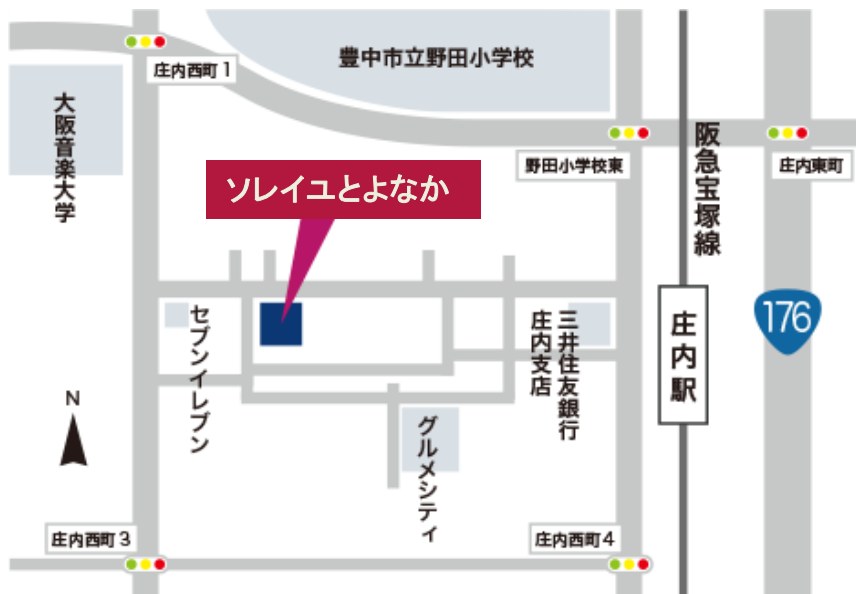 豊中市立野田小学校
庄内西町1
大阪音楽大学
野田小学校東
阪急宝塚線
庄内東町
ソレイユとよなか
176
セブンイレブン
三井住友銀行
庄内支店
庄内駅
N
グルメシティ
庄内西町3
庄内西町4